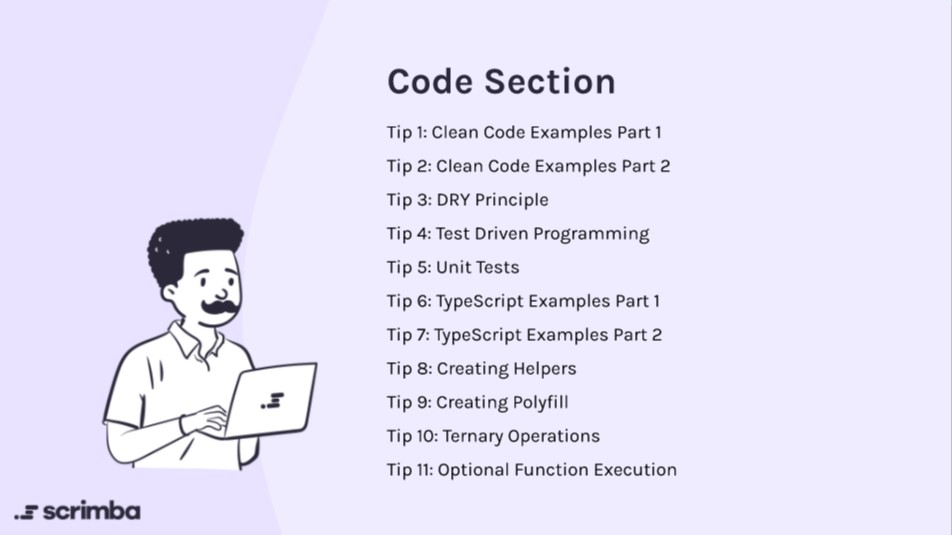 Code Section
Tip 1: Clean Code Examples Part 1
Tip 2: Clean Code Examples Part 2
Tip 3: DRY Principle
Tip 4: Test Driven Programming
Tip 5: Unit Tests
Tip 6: TypeScript Examples Part 1
Tip 7: TypeScript Examples Part 2
Tip 8: Creating Helpers
Tip 9: Creating Polyfill
Tip 10: Ternary Operations
Tip 11: Optional Function Execution
scrimba